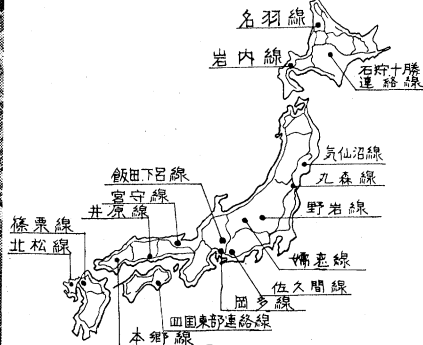 名羽線
岩内線
石狩十勝
連絡線
気仙沼線
丸森線
飯田下呂線
宮守線
井原線
野岩線
篠栗線
北松線
嬬恋線
佐久間線
岡多線
四国東部連絡線
本郷線